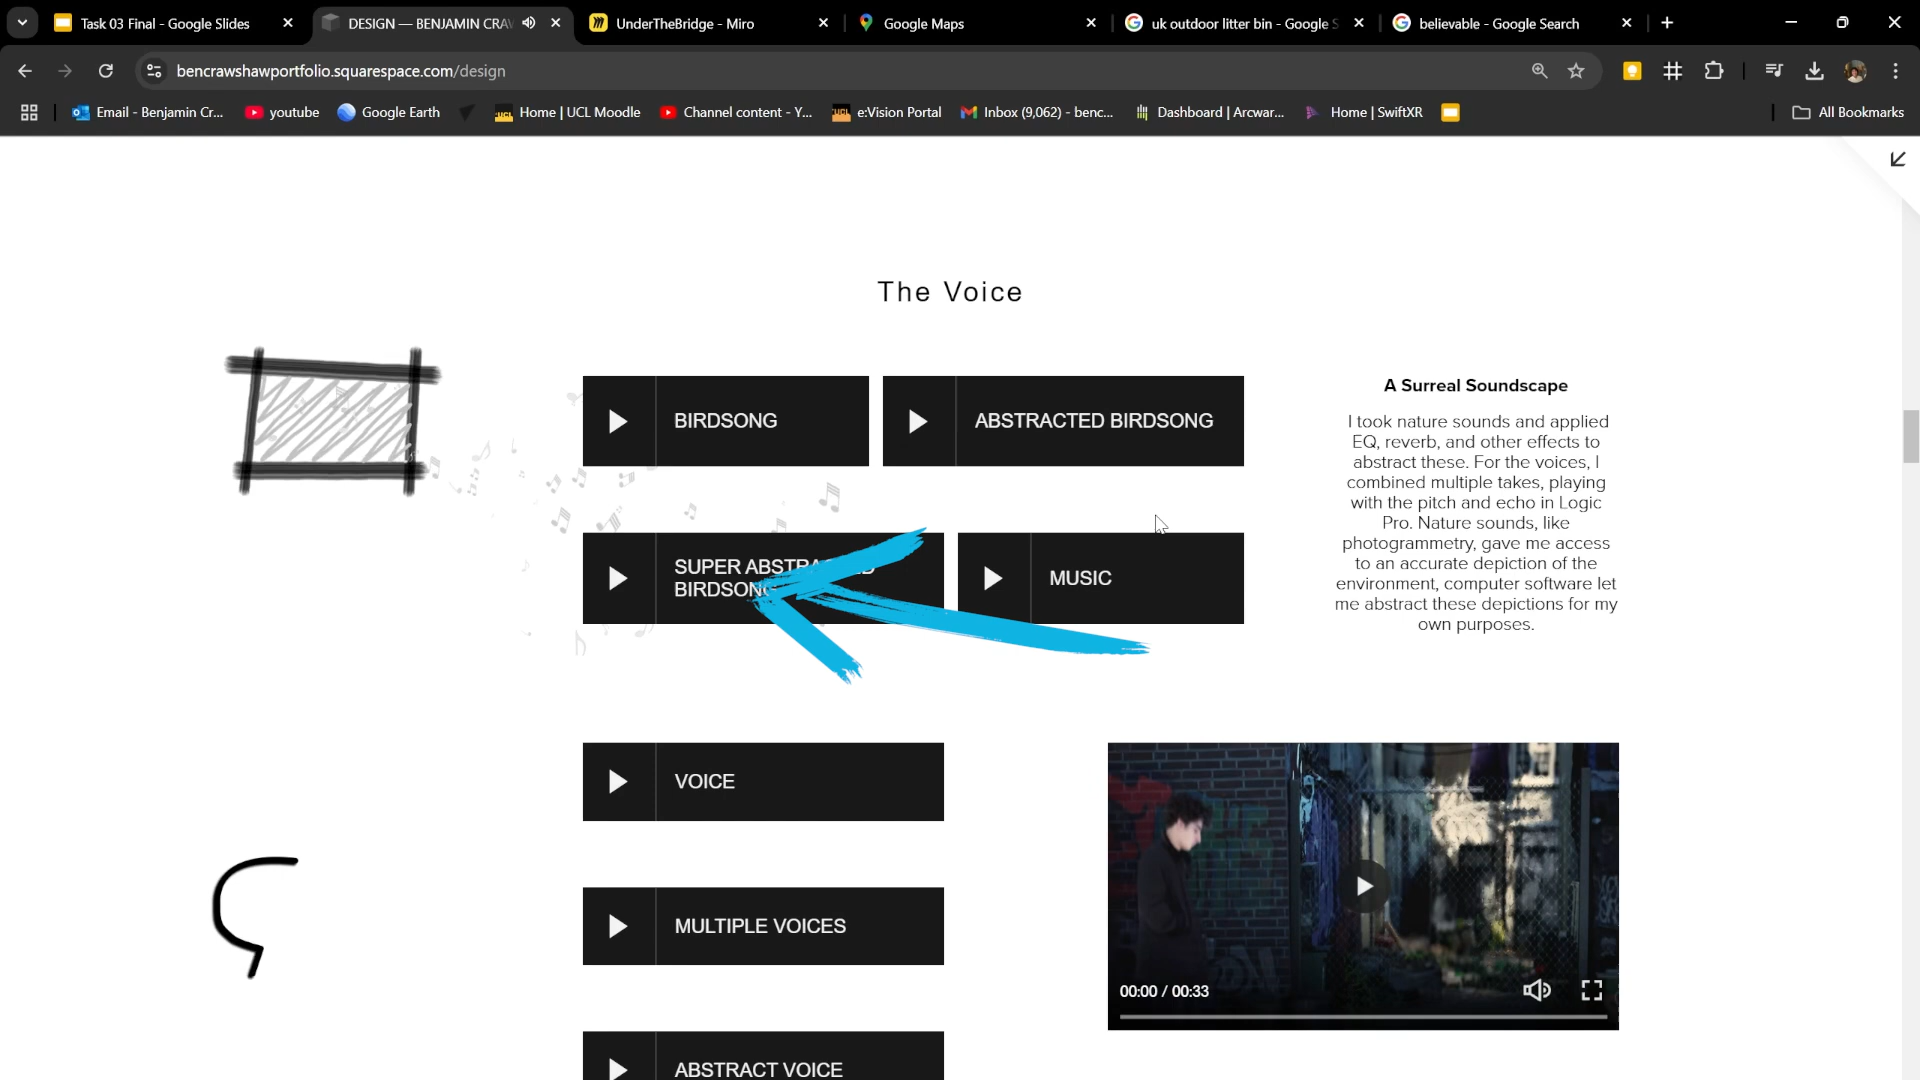 Task 03 Final - Google Slides
DESIGN — BENJAMIN CRAW
UnderTheBridge - Miro
Google Maps
uk outdoor litter bin - Google S
believable - Google Search
bencrawshawportfolio.squarespace.com/design
Email - Benjamin Cr...
youtube
Google Earth
Home | UCL Moodle
Channel content - Y...
e:Vision Portal
Inbox (9,062) - benc...
Dashboard | Arcwar...
Home | SwiftXR
All Bookmarks
The Voice
BIRDSONG
ABSTRACTED BIRDSONG
SUPER ABSTRACTED
BIRDSONG
MUSIC
A Surreal Soundscape
I took nature sounds and applied
EQ, reverb, and other effects to
abstract these. For the voices, I
combined multiple takes, playing
with the pitch and echo in Logic
Pro. Nature sounds, like
photogrammetry, gave me access
to an accurate depiction of the
environment, computer software let
me abstract these depictions for my
own purposes.
VOICE
MULTIPLE VOICES
00:00 / 00:33
ABSTRACT VOICE